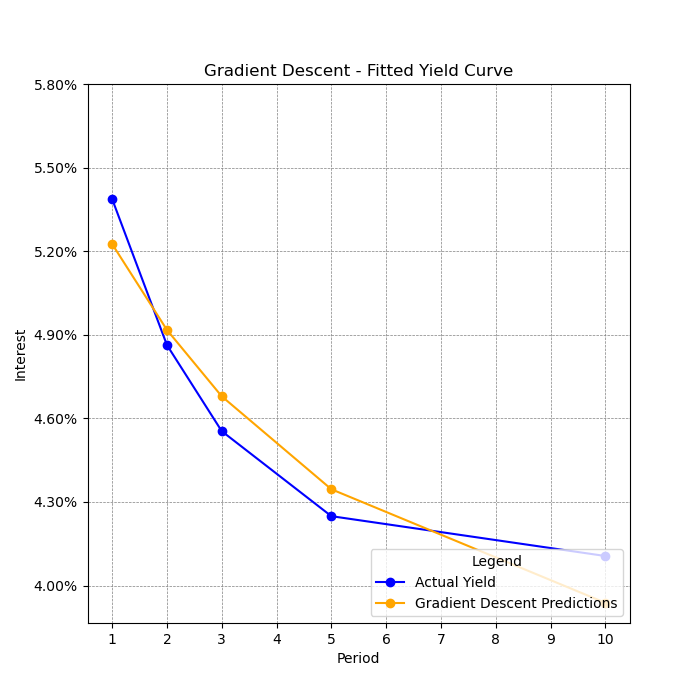 Gradient Descent - Fitted Yield Curve
5.80%
5.50%
5.20%
4.90%
4.60%
4.30%
4.00%
Interest
Legend
Actual Yield
Gradient Descent Predictions
1 2 3 4 5 6 7 8 9 10
Period